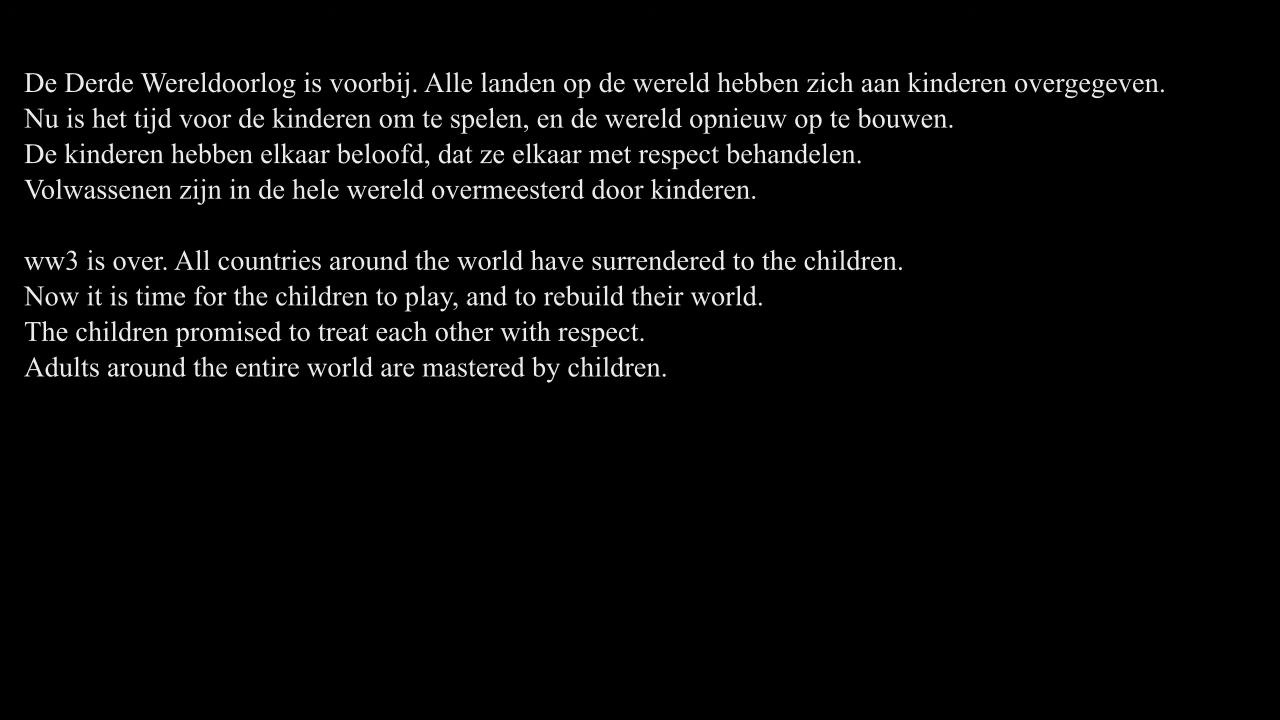 De Derde Wereldoorlog is voorbij. Alle landen op de wereld hebben zich aan kinderen overgegeven.
Nu is het tijd voor de kinderen om te spelen, en de wereld opnieuw op te bouwen.
De kinderen hebben elkaar beloofd, dat ze elkaar met respect behandelen.
Volwassenen zijn in de hele wereld overmeesterd door kinderen.
ww3 is over. All countries around the world have surrendered to the children.
Now it is time for the children to play, and to rebuild their world.
The children promised to treat each other with respect.
Adults around the entire world are mastered by children.